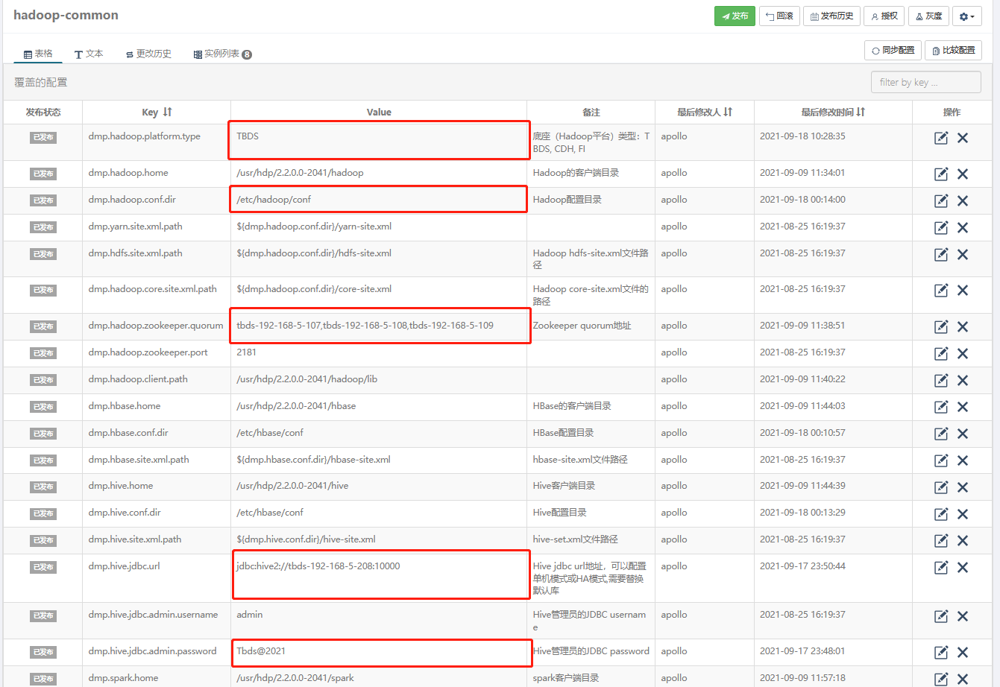 hadoop-common
发布 回滚 发布历史 授权 灰度
表格 文本 更改历史 实例列表 8 同步配置 比较配置
覆盖的配置 filter by key ...
发布状态 Key Value 备注 最后修改人 最后修改时间 操作
已发布 dmp.hadoop.platform.type TBDS 底座（Hadoop平台）类型：T apollo 2021-09-18 10:28:35
BDS, CDH, FI
已发布 dmp.hadoop.home /usr/hdp/2.2.0.0-2041/hadoop Hadoop的客户端目录 apollo 2021-09-09 11:34:01
已发布 dmp.hadoop.conf.dir /etc/hadoop/conf Hadoop配置目录 apollo 2021-09-18 00:14:00
已发布 dmp.yarn.site.xml.path ${dmp.hadoop.conf.dir}/yarn-site.xml apollo 2021-08-25 16:19:37
已发布 dmp.hdfs.site.xml.path ${dmp.hadoop.conf.dir}/hdfs-site.xml Hadoop hdfs-site.xml文件路 apollo 2021-08-25 16:19:37
径
已发布 dmp.hadoop.core.site.xml.path ${dmp.hadoop.conf.dir}/core-site.xml Hadoop core-site.xml文件的 apollo 2021-08-25 16:19:37
路径
已发布 dmp.hadoop.zookeeper.quorum tbds-192-168-5-107,tbds-192-168-5-108,tbds-192-168-5-109 Zookeeper quorum地址 apollo 2021-09-09 11:38:51
已发布 dmp.hadoop.zookeeper.port 2181 apollo 2021-08-25 16:19:37
已发布 dmp.hadoop.client.path /usr/hdp/2.2.0.0-2041/hadoop/lib apollo 2021-09-09 11:40:22
已发布 dmp.hbase.home /usr/hdp/2.2.0.0-2041/hbase HBase的客户端目录 apollo 2021-09-09 11:44:03
已发布 dmp.hbase.conf.dir /etc/hbase/conf HBase配置目录 apollo 2021-09-18 00:10:57
已发布 dmp.hbase.site.xml.path ${dmp.hbase.conf.dir}/hbase-site.xml hbase-site.xml文件路径 apollo 2021-08-25 16:19:37
已发布 dmp.hive.home /usr/hdp/2.2.0.0-2041/hive Hive客户端目录 apollo 2021-09-09 11:44:39
已发布 dmp.hive.conf.dir /etc/hbase/conf Hive配置目录 apollo 2021-09-18 00:13:29
已发布 dmp.hive.site.xml.path ${dmp.hive.conf.dir}/hive-site.xml hive-set.xml文件路径 apollo 2021-08-25 16:19:37
已发布 dmp.hive.jdbc.url jdbc:hive2://tbds-192-168-5-208:10000 Hive jdbc url地址，可以配置 apollo 2021-09-17 23:50:44
单机模式或HA模式,需要替换
默认库
已发布 dmp.hive.jdbc.admin.username admin Hive管理员的JDBC usernam apollo 2021-08-25 16:19:37
e
已发布 dmp.hive.jdbc.admin.password Tbds@2021 Hive管理员的JDBC password apollo 2021-09-17 23:48:01
已发布 dmp.spark.home /usr/hdp/2.2.0.0-2041/spark spark客户端目录 apollo 2021-09-09 11:57:18